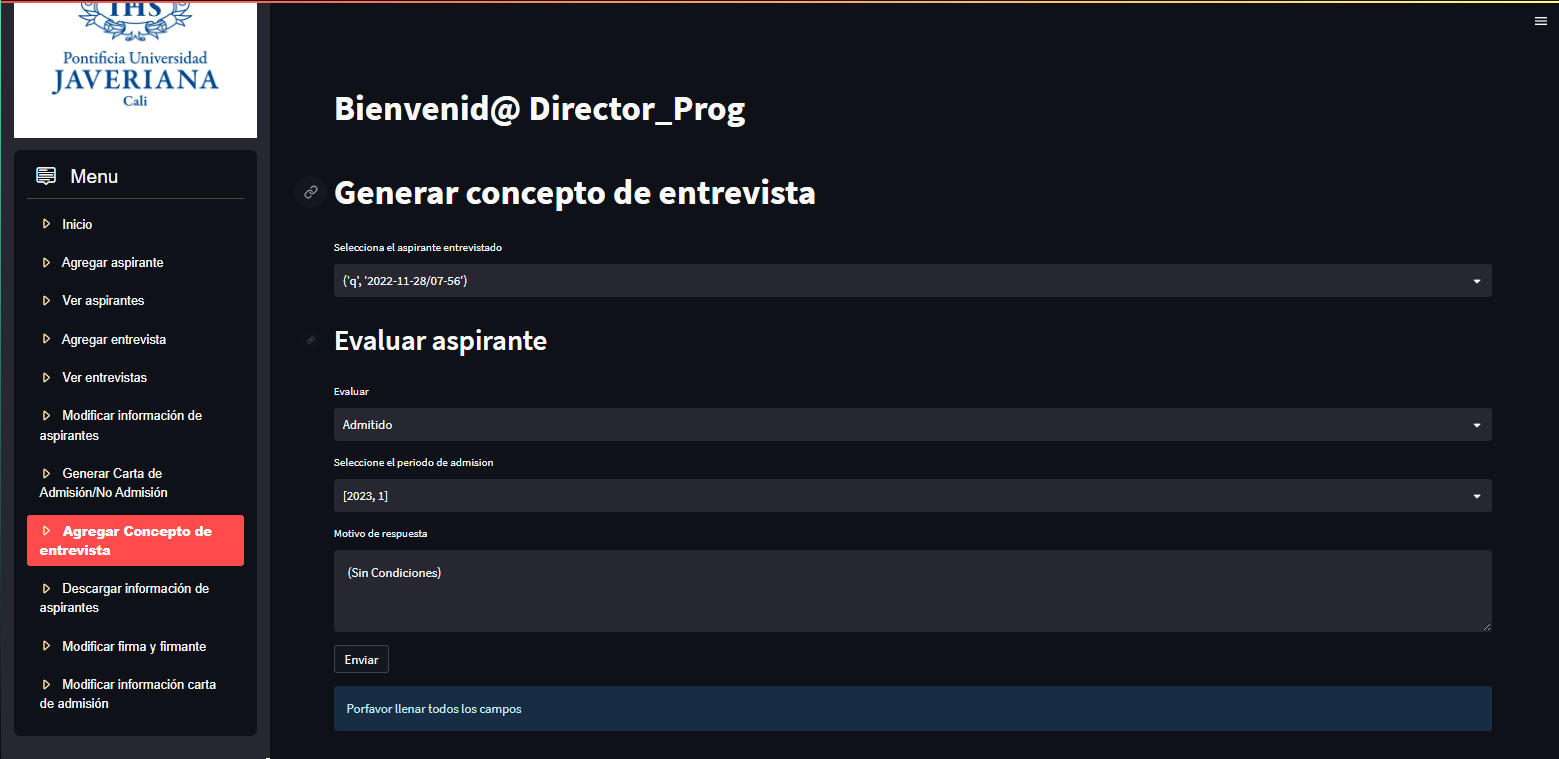 IHS
Pontificia Universidad
JAVERIANA
Cali
Menu
Inicio
Agregar aspirante
Ver aspirantes
Agregar entrevista
Ver entrevistas
Modificar información de
aspirantes
Generar Carta de
Admisión/No Admisión
Agregar Concepto de
entrevista
Descargar información de
aspirantes
Modificar firma y firmante
Modificar información carta
de admisión
Bienvenid@ Director_Prog
Generar concepto de entrevista
Selecciona el aspirante entrevistado
('q', '2022-11-28/07-56')
Evaluar aspirante
Evaluar
Admitido
Seleccione el periodo de admision
[2023, 1]
Motivo de respuesta
(Sin Condiciones)
Enviar
Porfavor llenar todos los campos